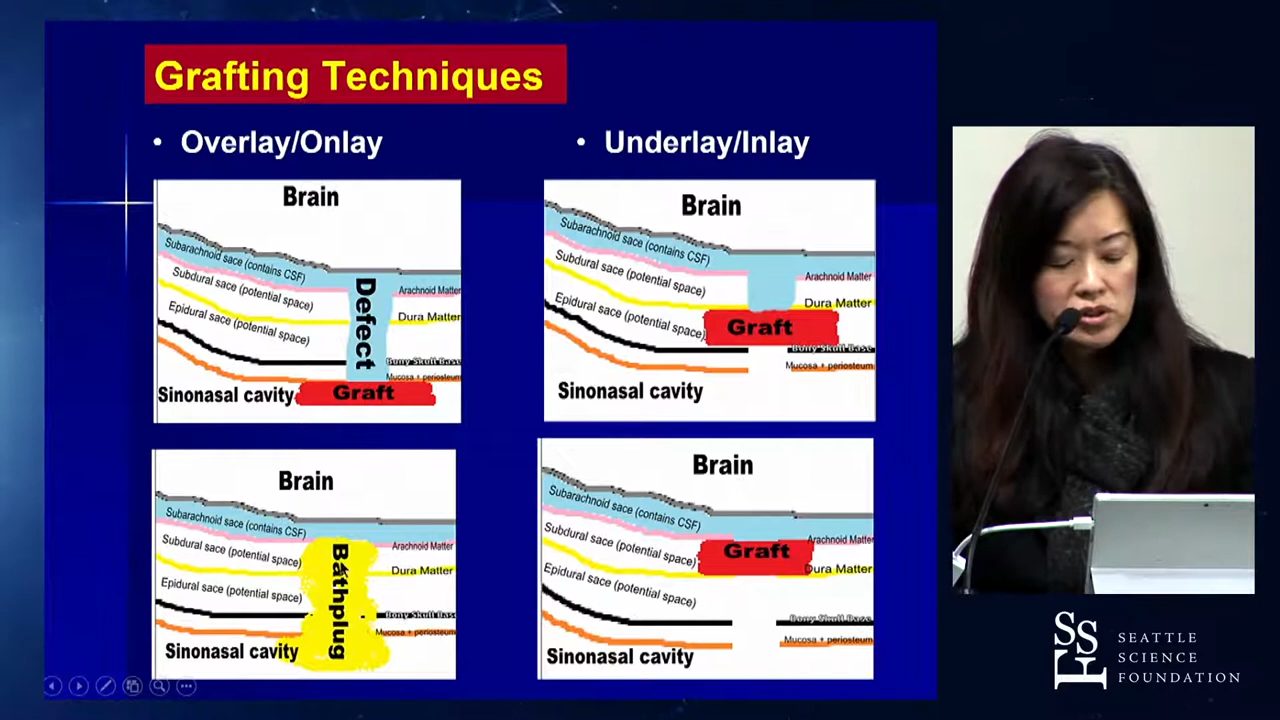 Grafting Techniques
• Overlay/Onlay
• Underlay/Inlay
Brain
Subarachnoid sace (contains CSF)
Subdural sace (potential space)
Epidural sace (potential space)
Defect
Arachnoid Matter
Dura Matter
Bony Skull Base
Mucosa + periosteum
Sinonasal cavity
Graft
Brain
Subarachnoid sace (contains CSF)
Subdural sace (potential space)
Epidural sace (potential space)
Arachnoid Matter
Dura Matter
Graft
Bony Skull Base
Mucosa + periosteum
Sinonasal cavity
Brain
Subarachnoid sace (contains CSF)
Subdural sace (potential space)
Epidural sace (potential space)
Bathplug
Arachnoid Matter
Dura Matter
Bony Skull Base
Mucosa + periosteum
Sinonasal cavity
Brain
Subarachnoid sace (contains CSF)
Subdural sace (potential space)
Epidural sace (potential space)
Graft
Arachnoid Matter
Dura Matter
Bony Skull Base
Mucosa + periosteum
Sinonasal cavity
SSF
SEATTLE
SCIENCE
FOUNDATION